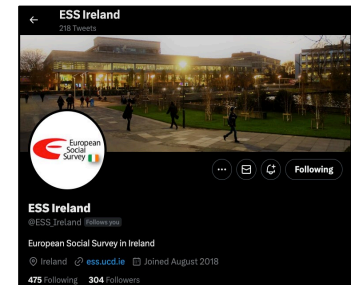 ESS Ireland
218 Tweets
European
Social
Survey
Following
ESS Ireland
@ESS_Ireland Follows you
European Social Survey in Ireland
Ireland ess.ucd.ie Joined August 2018
475 Following 304 Followers